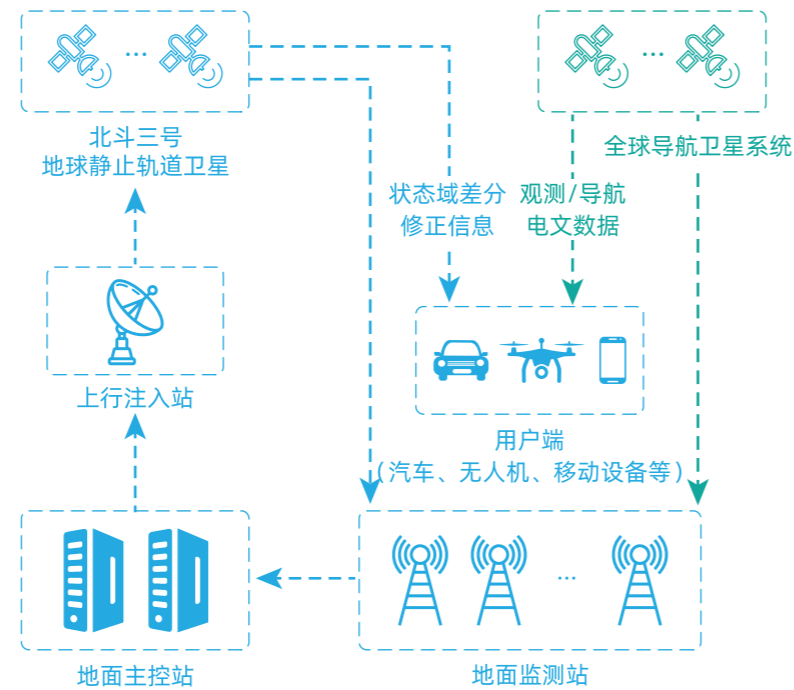 北斗三号
地球静止轨道卫星
全球导航卫星系统
状态域差分
修正信息
观测/导航
电文数据
上行注入站
用户端
（汽车、无人机、移动设备等）
地面主控站
地面监测站